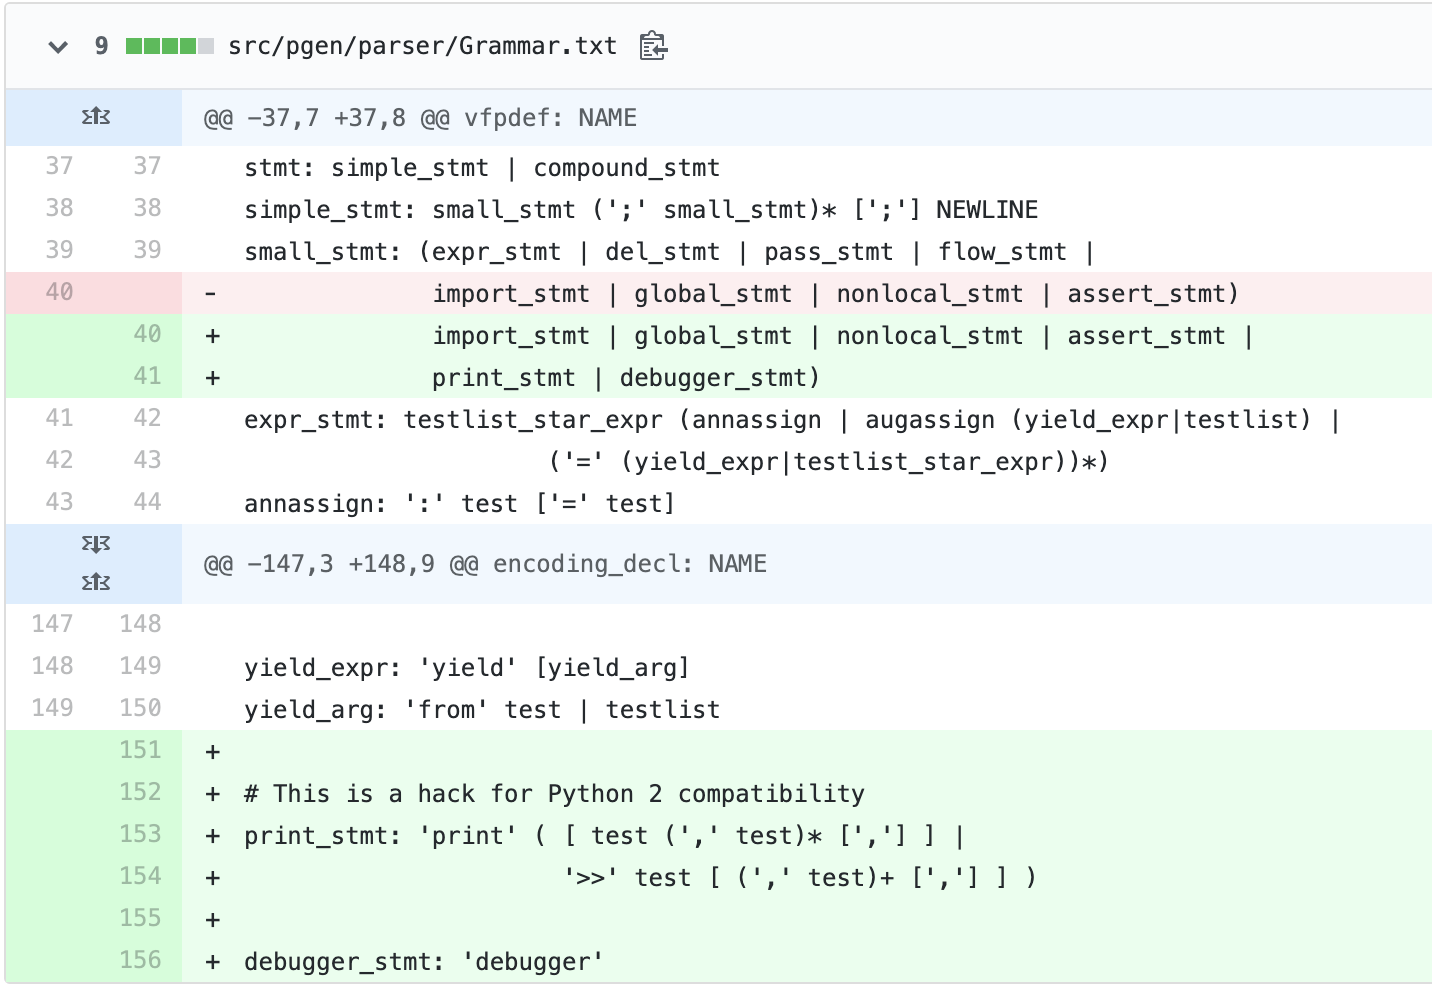 9 src/pgen/parser/Grammar.txt
@@ -37,7 +37,8 @@ vfpdef: NAME
37 37 stmt: simple_stmt | compound_stmt
38 38 simple_stmt: small_stmt (';' small_stmt)* [';'] NEWLINE
39 39 small_stmt: (expr_stmt | del_stmt | pass_stmt | flow_stmt |
40 - import_stmt | global_stmt | nonlocal_stmt | assert_stmt)
40 + import_stmt | global_stmt | nonlocal_stmt | assert_stmt |
41 + print_stmt | debugger_stmt)
41 42 expr_stmt: testlist_star_expr (annassign | augassign (yield_expr|testlist) |
42 43 ('=' (yield_expr|testlist_star_expr))*)
43 44 annassign: ':' test ['=' test]
@@ -147,3 +148,9 @@ encoding_decl: NAME
147 148
148 149 yield_expr: 'yield' [yield_arg]
149 150 yield_arg: 'from' test | testlist
151 +
152 + # This is a hack for Python 2 compatibility
153 + print_stmt: 'print' ( [ test (',' test)* [','] ] |
154 + '>>' test [ (',' test)+ [','] ] )
155 +
156 + debugger_stmt: 'debugger'